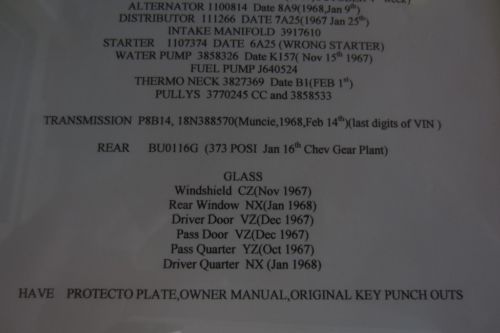 ALTERNATOR 1100814 DATE 8A9(1968,Jan 9th)
DISTRIBUTOR 111266 DATE 7A25(1967 Jan 25th)
INTAKE MANIFOLD 3917610
STARTER 1107374 DATE 6A25 (WRONG STARTER)
WATER PUMP 3858326 Date K157( Nov 15th 1967)
FUEL PUMP J640524
THERMO NECK 3827369 Date B1(FEB 1st)
PULLYS 3770245 CC and 3858533
TRANSMISSION P8B14, 18N388570(Muncie,1968,Feb 14th)(last digits of VIN )
REAR BU0116G (373 POSI Jan 16th Chev Gear Plant)
GLASS
Windshield CZ(Nov 1967)
Rear Window NX(Jan 1968)
Driver Door VZ(Dec 1967)
Pass Door VZ(Dec 1967)
Pass Quarter YZ(Oct 1967)
Driver Quarter NX (Jan 1968)
HAVE PROTECTO PLATE,OWNER MANUAL,ORIGINAL KEY PUNCH OUTS